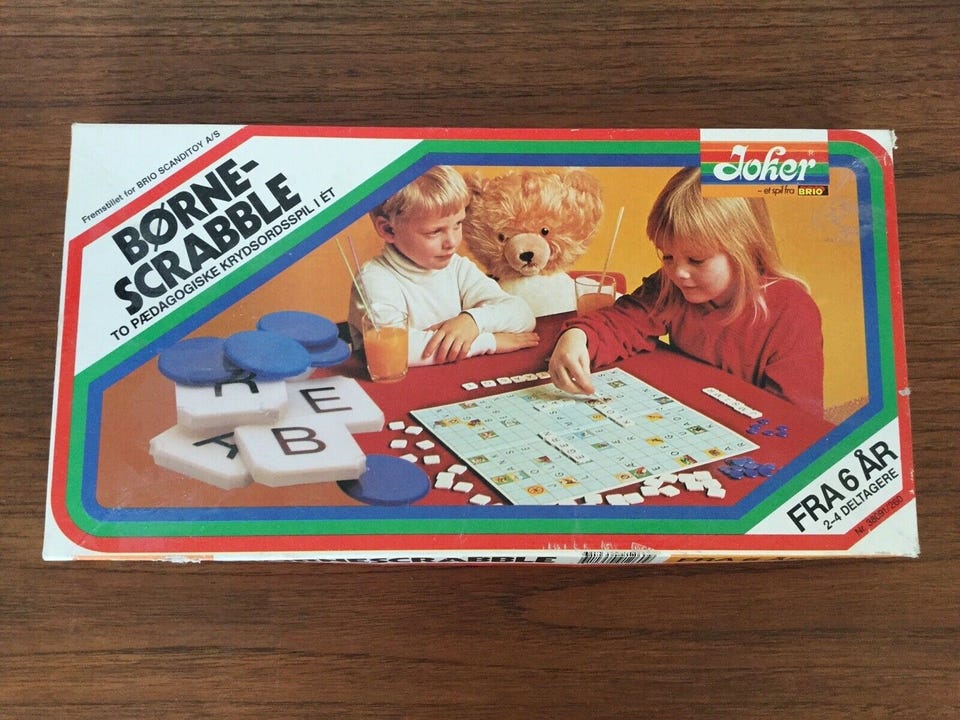 Fremstillet for BRIO SCANDITOY A/S
BØRNE-
SCRABBLE
TO PÆDAGOGISKE KRYDSORDSSPIL I ÉT
Joker
– et spil fra BRIO
E
B
FRA 6 ÅR
2-4 DELTAGERE